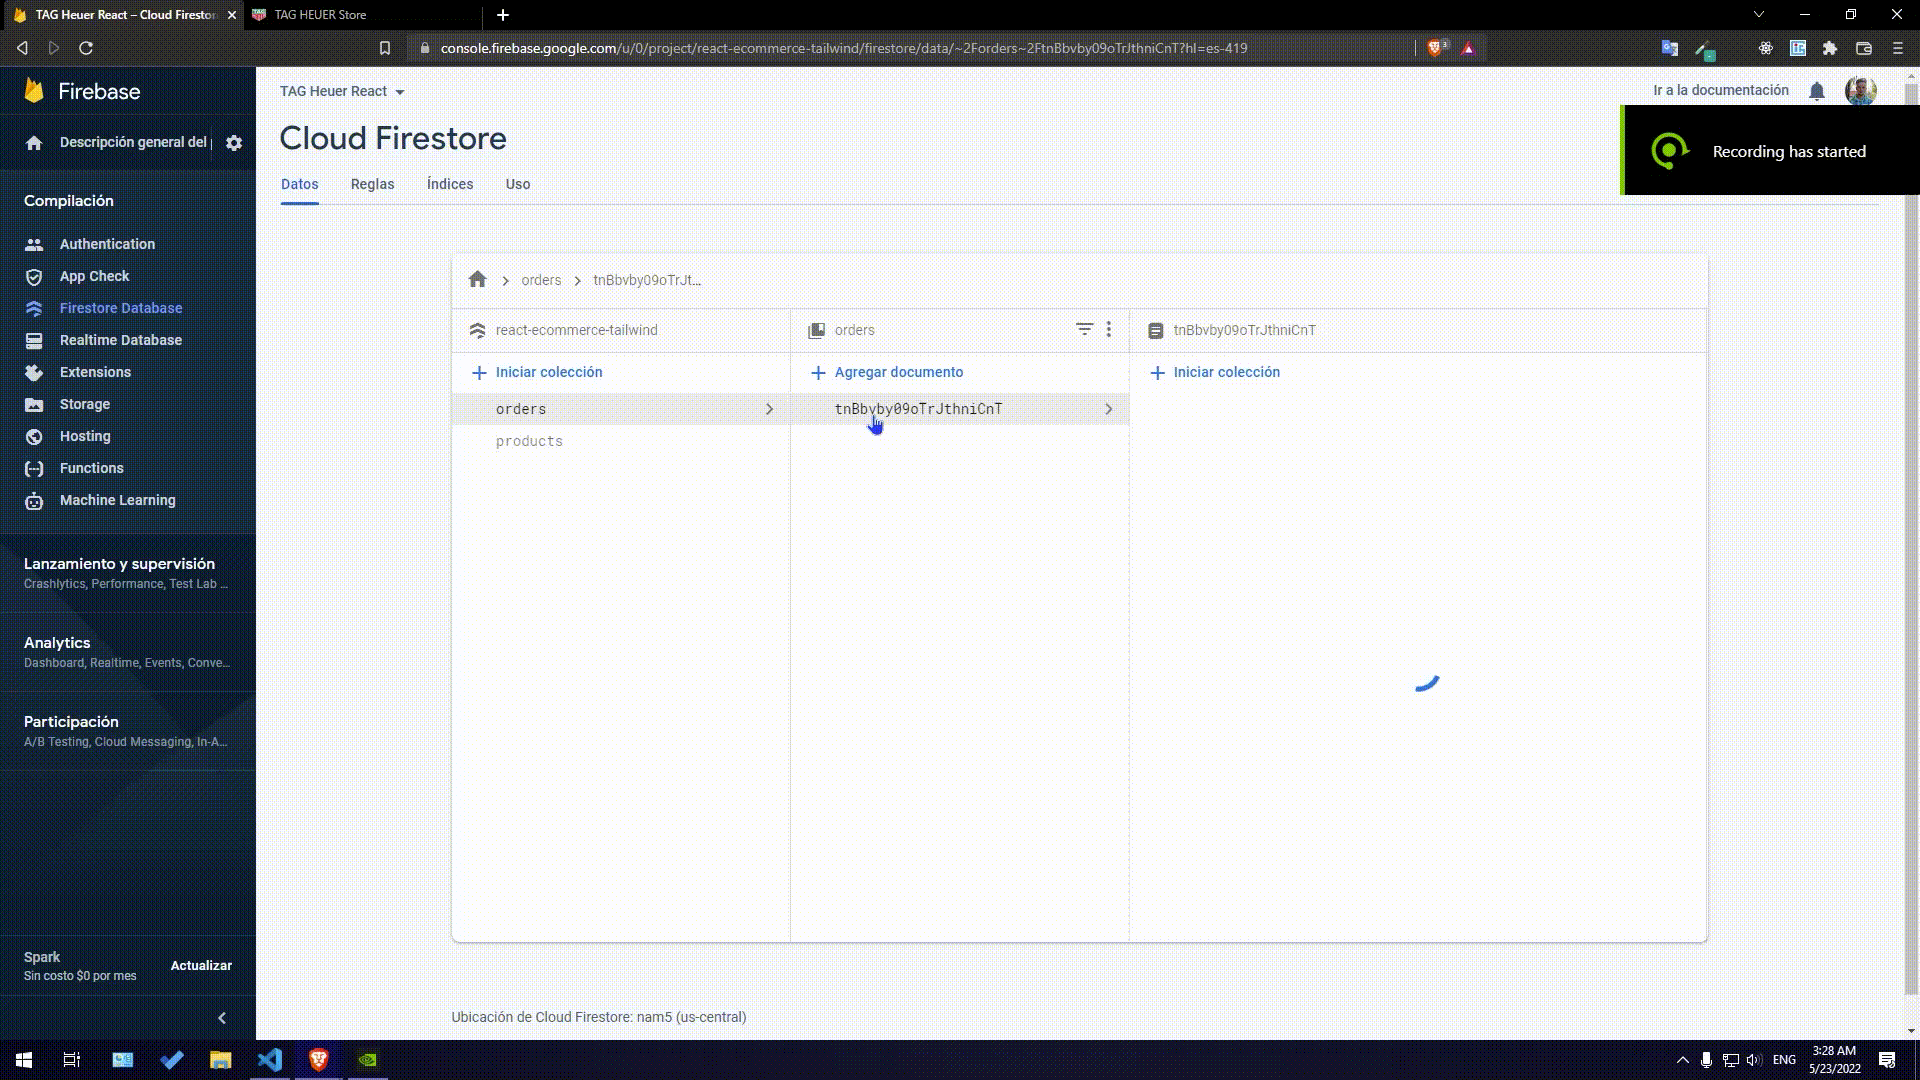 TAG Heuer React – Cloud Firestor
TAG HEUER Store
console.firebase.google.com/u/0/project/react-ecommerce-tailwind/firestore/data/~2Forders~2FtnBbvby09oTrJthniCnT?hl=es-419
3
Firebase
Descripción general del
Compilación
Authentication
App Check
Firestore Database
Realtime Database
Extensions
Storage
Hosting
Functions
Machine Learning
Lanzamiento y supervisión
Crashlytics, Performance, Test Lab ...
Analytics
Dashboard, Realtime, Events, Conve...
Participación
A/B Testing, Cloud Messaging, In-A...
Spark
Sin costo $0 por mes
Actualizar
TAG Heuer React
Ir a la documentación
Cloud Firestore
Recording has started
Datos
Reglas
Índices
Uso
orders
tnBbvby09oTrJt...
react-ecommerce-tailwind
orders
tnBbvby09oTrJthniCnT
Iniciar colección
Agregar documento
Iniciar colección
orders
tnBbvby09oTrJthniCnT
products
Ubicación de Cloud Firestore: nam5 (us-central)
ENG
3:28 AM
5/23/2022